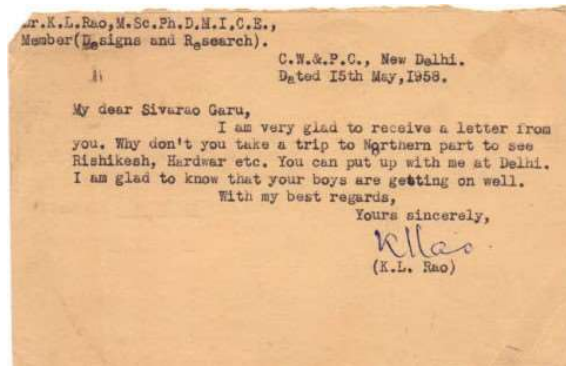 Dr.K.L.Rao,M.Sc.Ph.D.M.I.C.E.,
Member(Designs and Research).
C.W.&P.C., New Delhi.
Dated 15th May,1958.
My dear Sivarao Garu,
I am very glad to receive a letter from
you. Why don't you take a trip to Northern part to see
Rishikesh, Hardwar etc. You can put up with me at Delhi.
I am glad to know that your boys are getting on well.
With my best regards,
Yours sincerely,
KLRao
(K.L. Rao)